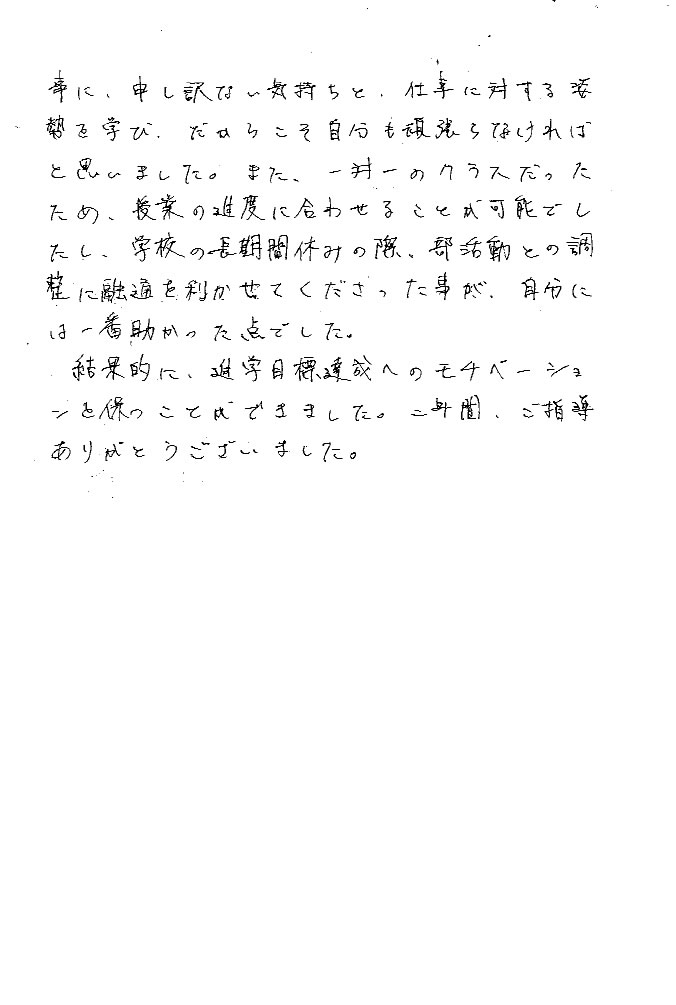 事に、申し訳ない気持ちと、仕事に対する姿
勢を学び、だからこそ自分も頑張らなければ
と思いました。また、一対一のクラスだった
ため、授業の進度に合わせることが可能でし
たし、学校の長期間休みの際、部活動との調
整に融通を利かせてくださった事が、自分に
は一番助かった点でした。
結果的に、進学目標達成へのモチベーショ
ンを保つことができました。二年間、ご指導
ありがとうございました。